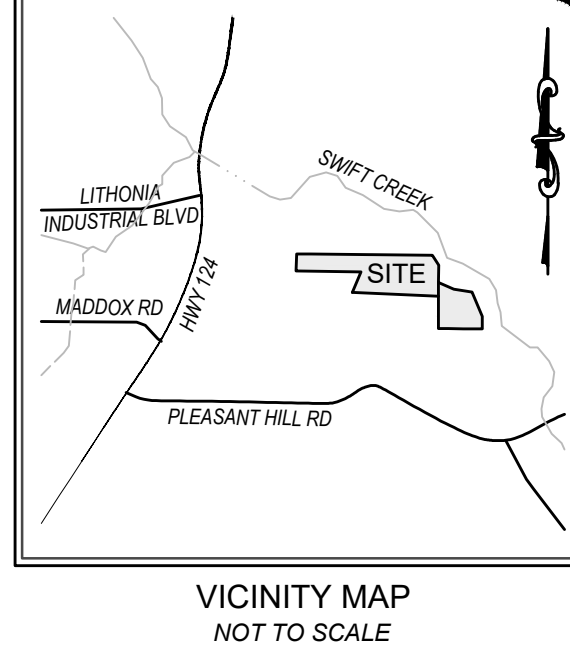 SWIFT CREEK
LITHONIA
INDUSTRIAL BLVD
SITE
HWY 124
MADDOX RD
PLEASANT HILL RD
VICINITY MAP
NOT TO SCALE